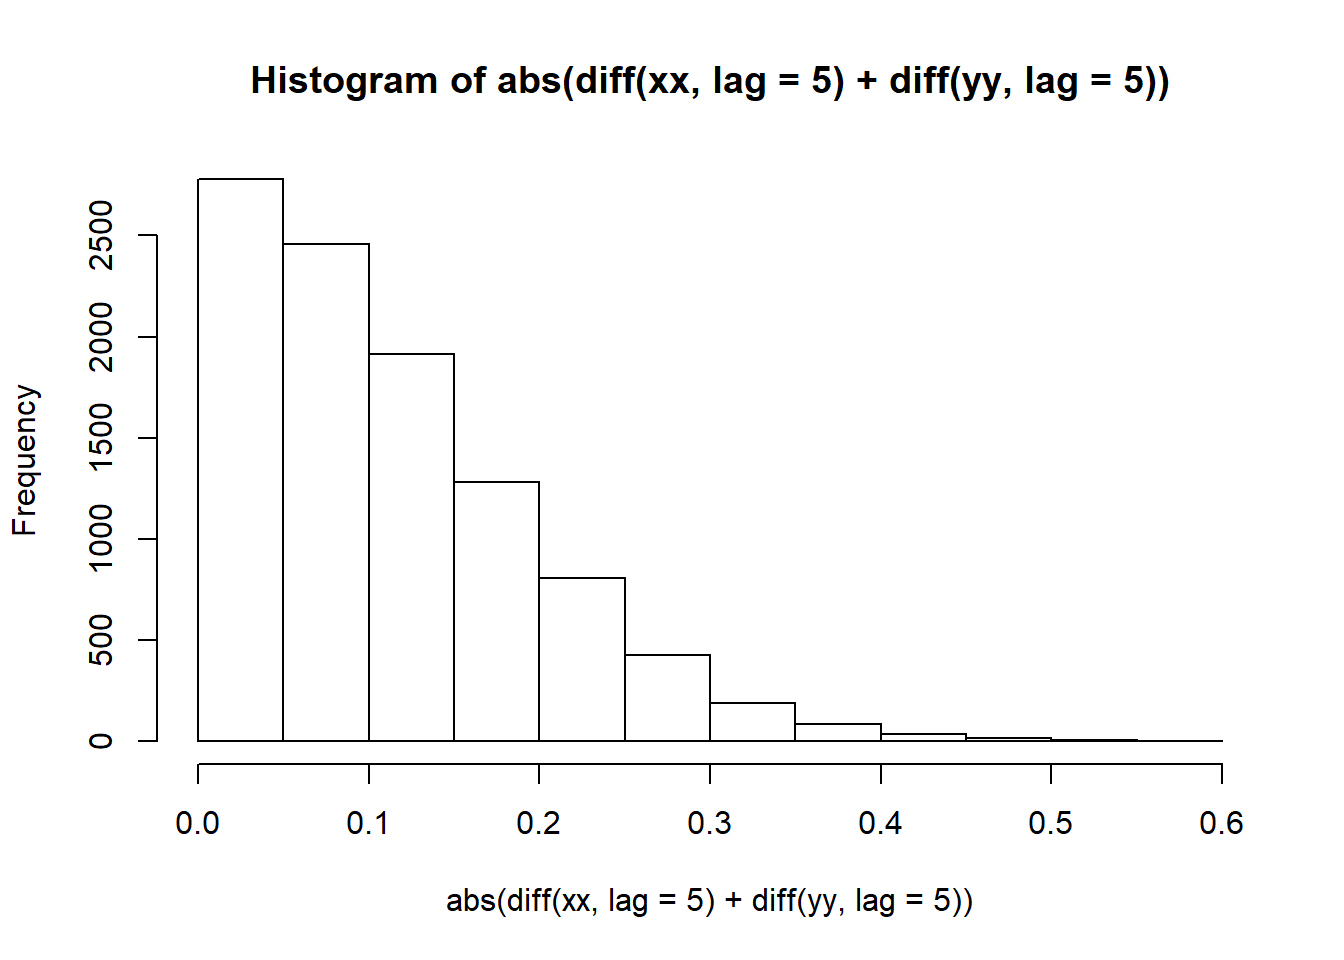 Histogram of abs(diff(xx, lag = 5) + diff(yy, lag = 5))
Frequency
2500
2000
1500
1000
500
0
0.0 0.1 0.2 0.3 0.4 0.5 0.6
abs(diff(xx, lag = 5) + diff(yy, lag = 5))